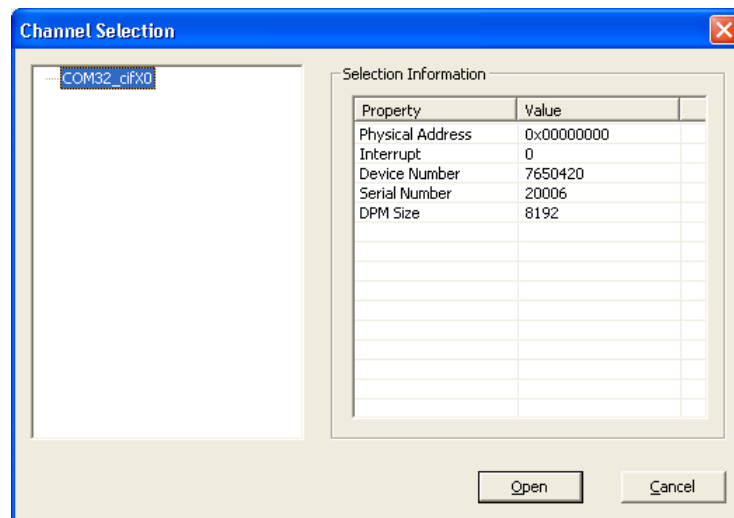 Channel Selection
COM32_cifX0
Selection Information
Property Value
Physical Address 0x00000000
Interrupt 0
Device Number 7650420
Serial Number 20006
DPM Size 8192
Open Cancel